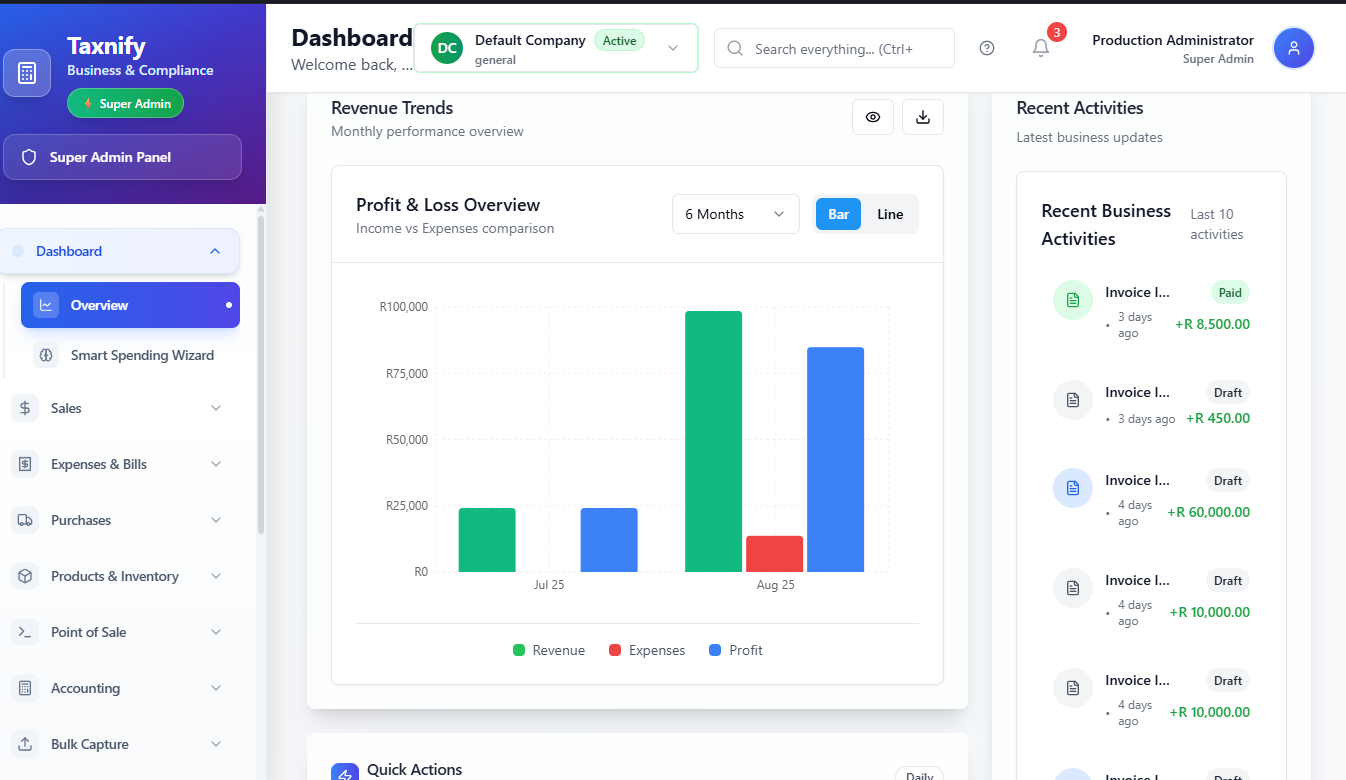 Taxnify
Business & Compliance
Super Admin
Super Admin Panel
Dashboard
Overview
Smart Spending Wizard
Sales
Expenses & Bills
Purchases
Products & Inventory
Point of Sale
Accounting
Bulk Capture
Dashboard
Welcome back, ...
DC
Default Company
Active
general
Search everything... (Ctrl+
3
Production Administrator
Super Admin
Revenue Trends
Monthly performance overview
Profit & Loss Overview
Income vs Expenses comparison
6 Months
Bar
Line
R100,000
R75,000
R50,000
R25,000
R0
Jul 25
Aug 25
Revenue
Expenses
Profit
Quick Actions
Daily
Recent Activities
Latest business updates
Recent Business
Activities
Last 10
activities
Invoice I...
Paid
• 3 days
ago
+R 8,500.00
Invoice I...
Draft
• 3 days ago
+R 450.00
Invoice I...
Draft
• 4 days
ago
+R 60,000.00
Invoice I...
Draft
• 4 days
ago
+R 10,000.00
Invoice I...
Draft
• 4 days
ago
+R 10,000.00
Invoice I...
Draft